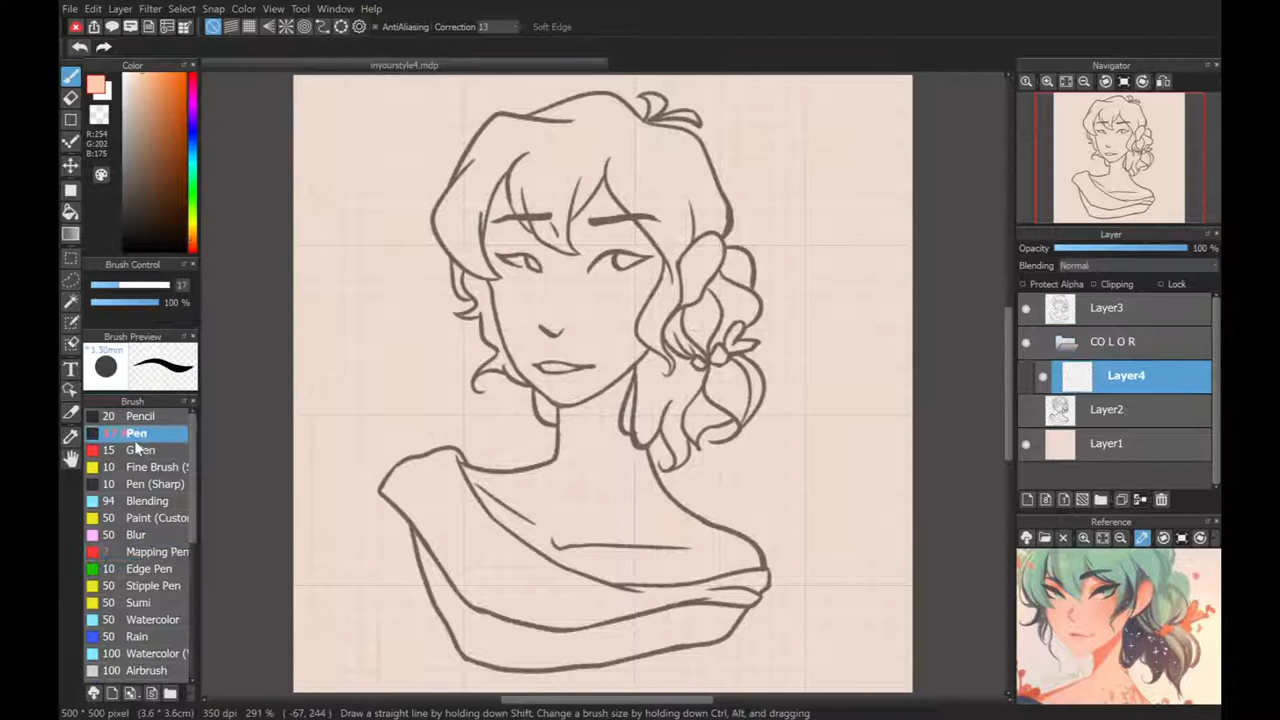 File Edit Layer Filter Select Snap Color View Tool Window Help
AntiAliasing Correction 13 Soft Edge
Color
inyourstyle4.mdp
Navigator
R:254
G:202
B:175
Brush Control
17
100 %
Brush Preview
* 1.30mm
Brush
20 Pencil
Pen
15
10 Fine Brush (S
10 Pen (Sharp)
94 Blending
50 Paint (Custo
50 Blur
? Mapping Pen
10 Edge Pen
50 Stipple Pen
50 Sumi
50 Watercolor
50 Rain
100 Watercolor (
100 Airbrush
Layer
Opacity 100 %
Blending Normal
Protect Alpha Clipping Lock
Layer3
C O L O R
Layer4
Layer2
Layer1
Reference
500 * 500 pixel (3.6 * 3.6cm) 350 dpi 291 % ( -67, 244 ) Draw a straight line by holding down Shift, Change a brush size by holding down Ctrl, Alt, and dragging